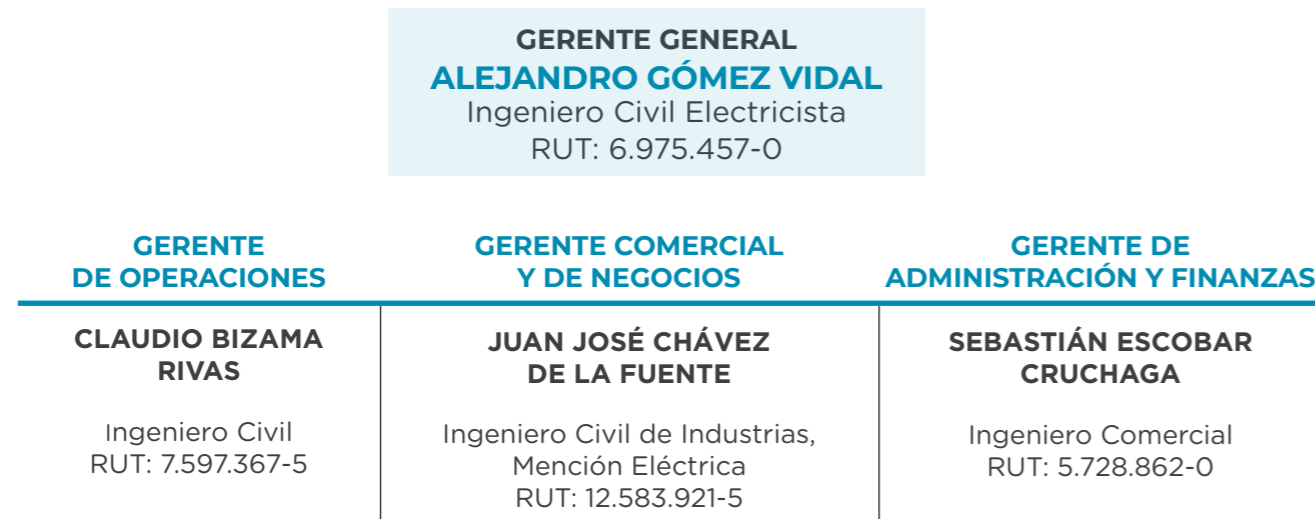 GERENTE GENERAL
ALEJANDRO GÓMEZ VIDAL
Ingeniero Civil Electricista
RUT: 6.975.457-0
GERENTE
DE OPERACIONES
CLAUDIO BIZAMA
RIVAS
Ingeniero Civil
RUT: 7.597.367-5
GERENTE COMERCIAL
Y DE NEGOCIOS
JUAN JOSÉ CHÁVEZ
DE LA FUENTE
Ingeniero Civil de Industrias,
Mención Eléctrica
RUT: 12.583.921-5
GERENTE DE
ADMINISTRACIÓN Y FINANZAS
SEBASTIÁN ESCOBAR
CRUCHAGA
Ingeniero Comercial
RUT: 5.728.862-0